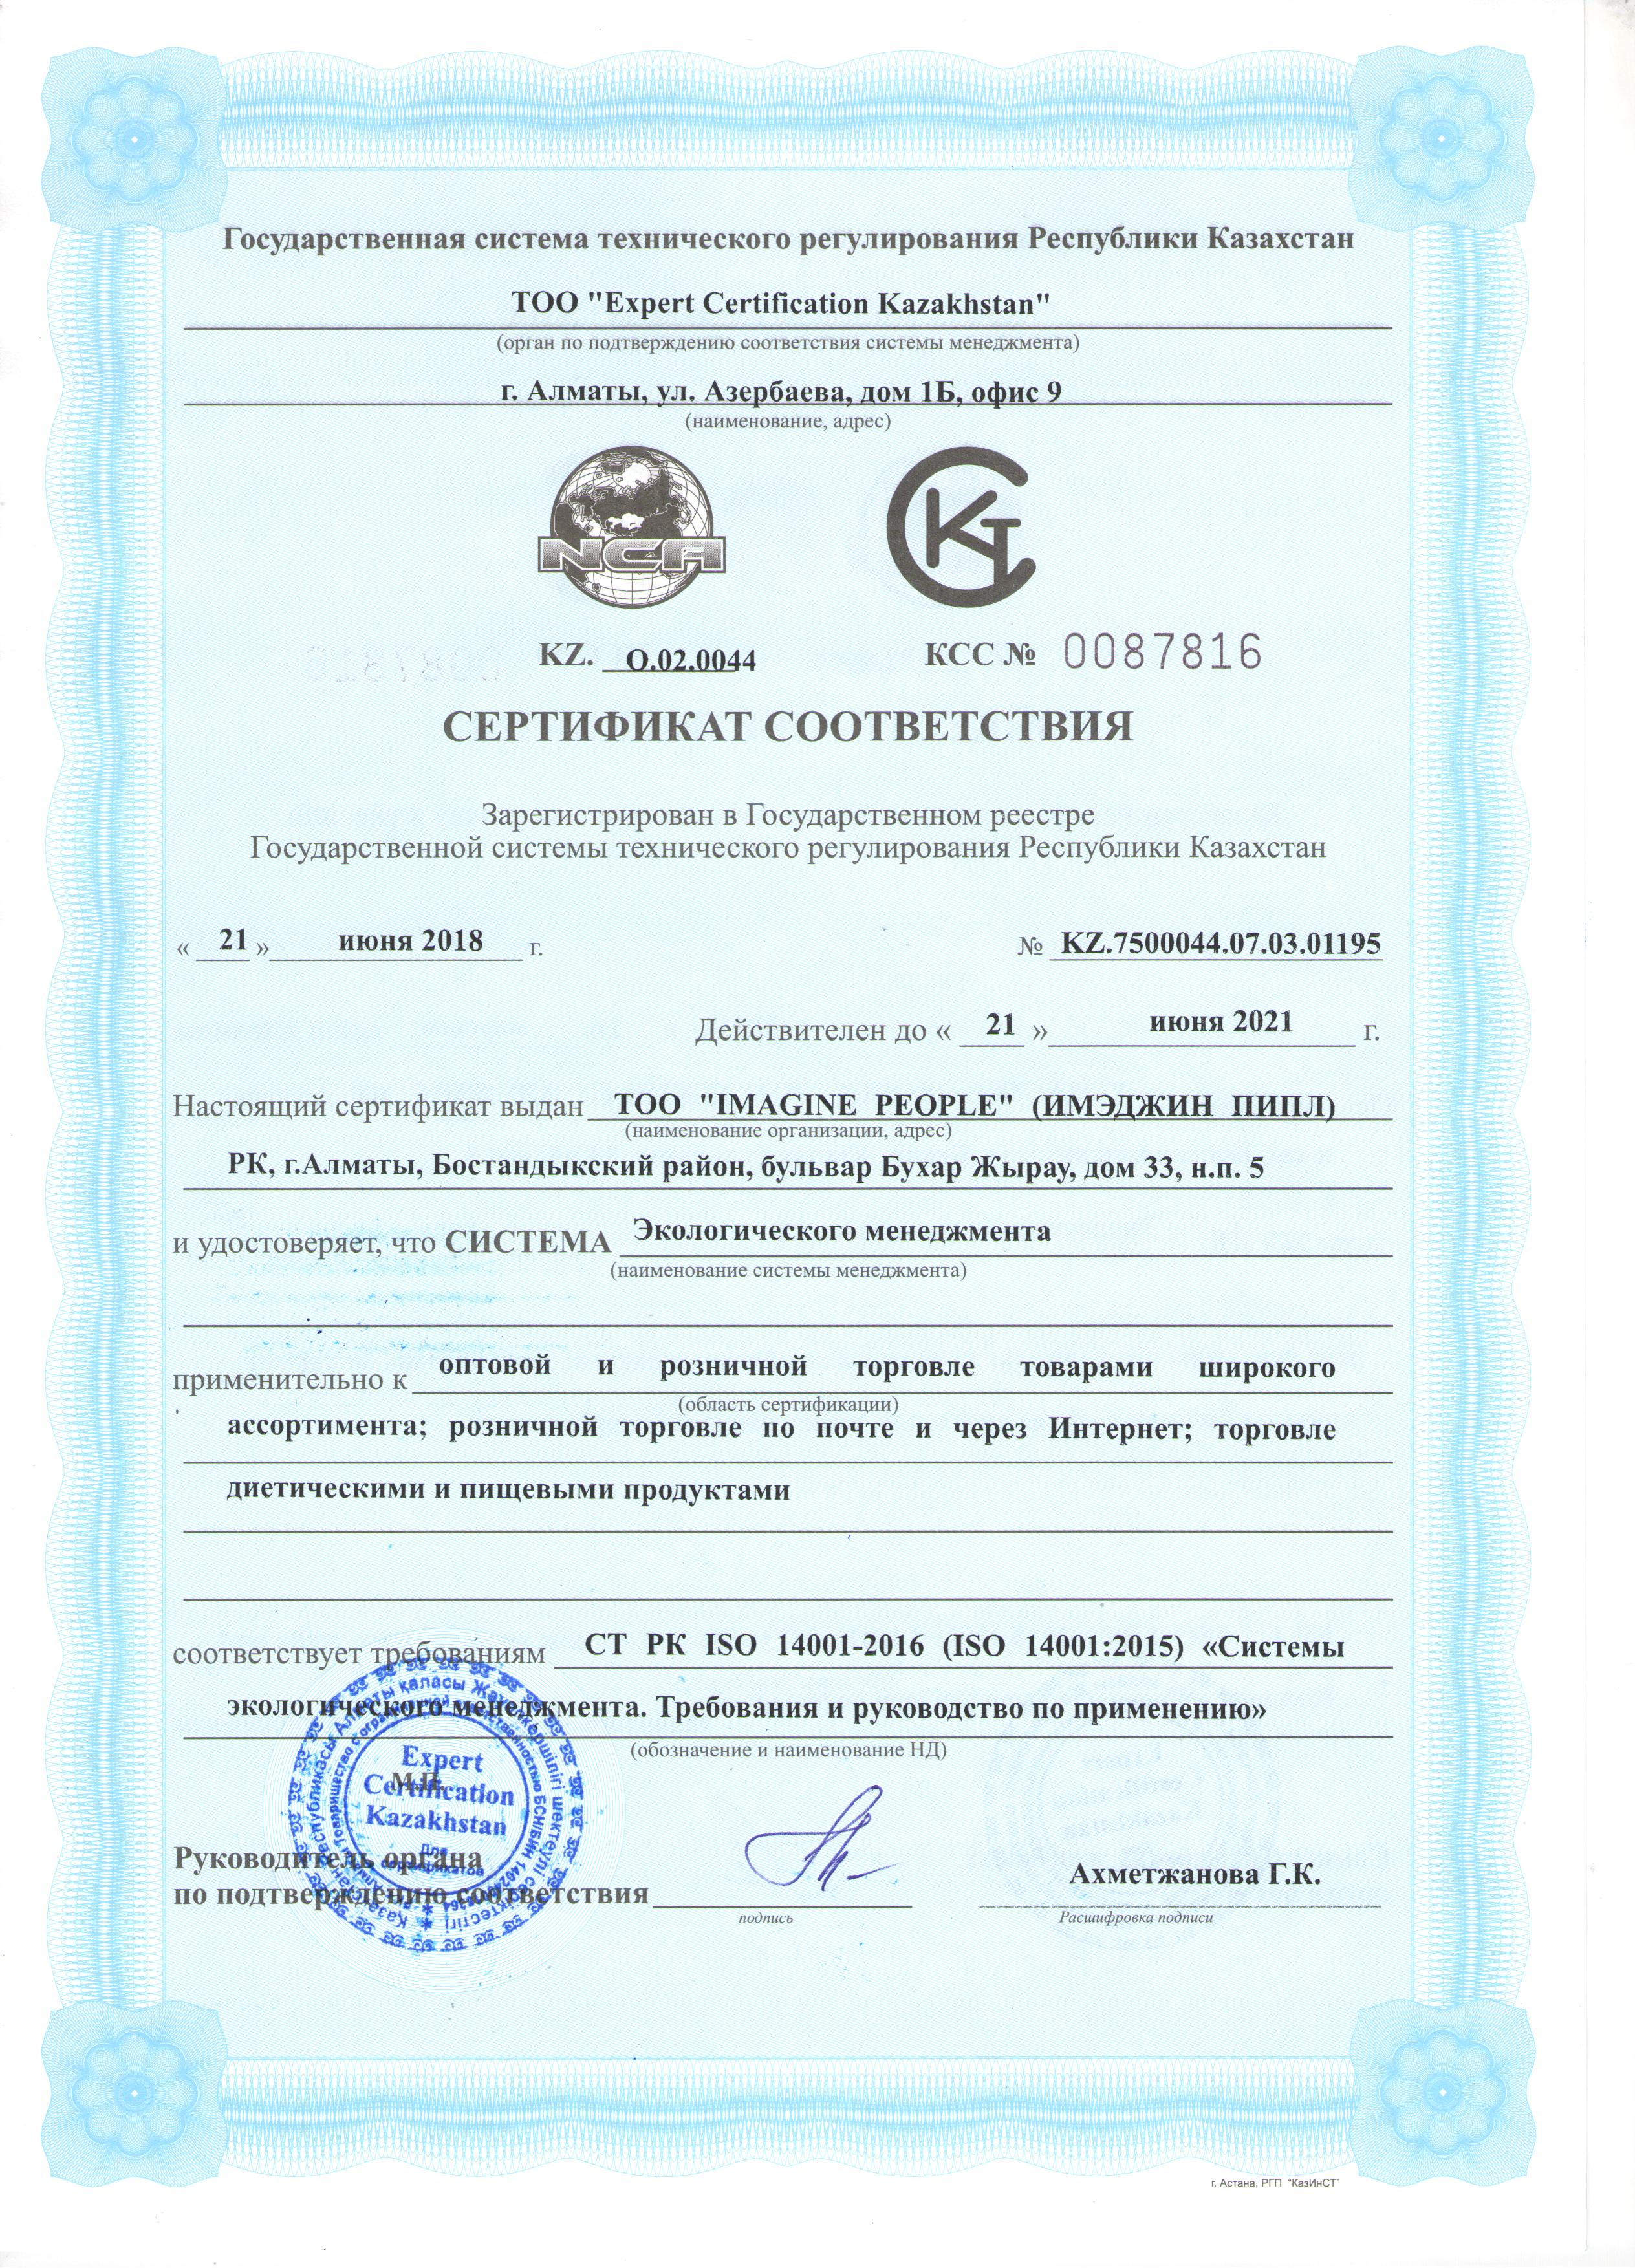 Государственная система технического регулирования Республики Казахстан
ТОО "Expert Certification Kazakhstan"
(орган по подтверждению соответствия системы менеджмента)
г. Алматы, ул. Азербаева, дом 1Б, офис 9
(наименование, адрес)
NCA
KZ. О.02.0044 КСС № 0087816
СЕРТИФИКАТ СООТВЕТСТВИЯ
Зарегистрирован в Государственном реестре
Государственной системы технического регулирования Республики Казахстан
« 21 » июня 2018 г. № KZ.7500044.07.03.01195
Действителен до « 21 » июня 2021 г.
Настоящий сертификат выдан ТОО "IMAGINE PEOPLE" (ИМЭДЖИН ПИПЛ)
(наименование организации, адрес)
РК, г.Алматы, Бостандыкский район, бульвар Бухар Жырау, дом 33, н.п. 5
и удостоверяет, что СИСТЕМА Экологического менеджмента
(наименование системы менеджмента)
применительно к оптовой и розничной торговле товарами широкого
(область сертификации)
ассортимента; розничной торговле по почте и через Интернет; торговле
диетическими и пищевыми продуктами
соответствует требованиям СТ РК ISO 14001-2016 (ISO 14001:2015) «Системы
экологического менеджмента. Требования и руководство по применению»
(обозначение и наименование НД)
Expert
М.П.
Certification
Kazakhstan
Для
сертификатов
Руководитель органа
по подтверждению соответствия
Ахметжанова Г.К.
подпись Расшифровка подписи
г. Астана, РГП "КазИнСТ"